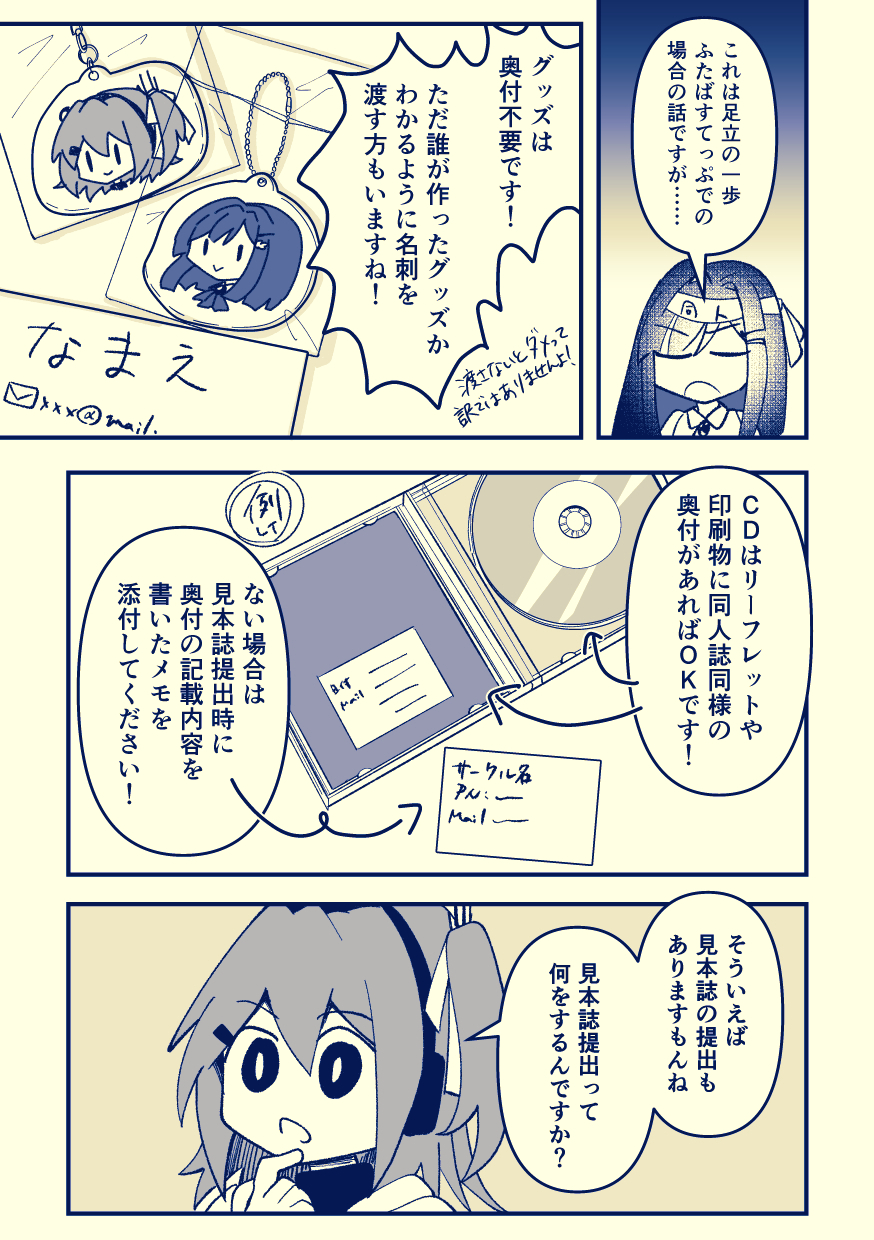 これは足立の一歩
ふたばすてっぷでの
場合の話ですが……
グッズは
奥付不要です！
ただ誰が作ったグッズか
わかるように名刺を
渡す方もいますね！
渡さないとダメって
訳ではありませんよ！
なまえ
xxx@mail.
CDはリーフレットや
印刷物に同人誌同様の
奥付があればOKです！
例
して
奥付
Mail
ない場合は
見本誌提出時に
奥付の記載内容を
書いたメモを
添付してください！
サークル名
PN:
Mail
そういえば
見本誌の提出も
ありますもんね
見本誌提出って
何をするんですか？